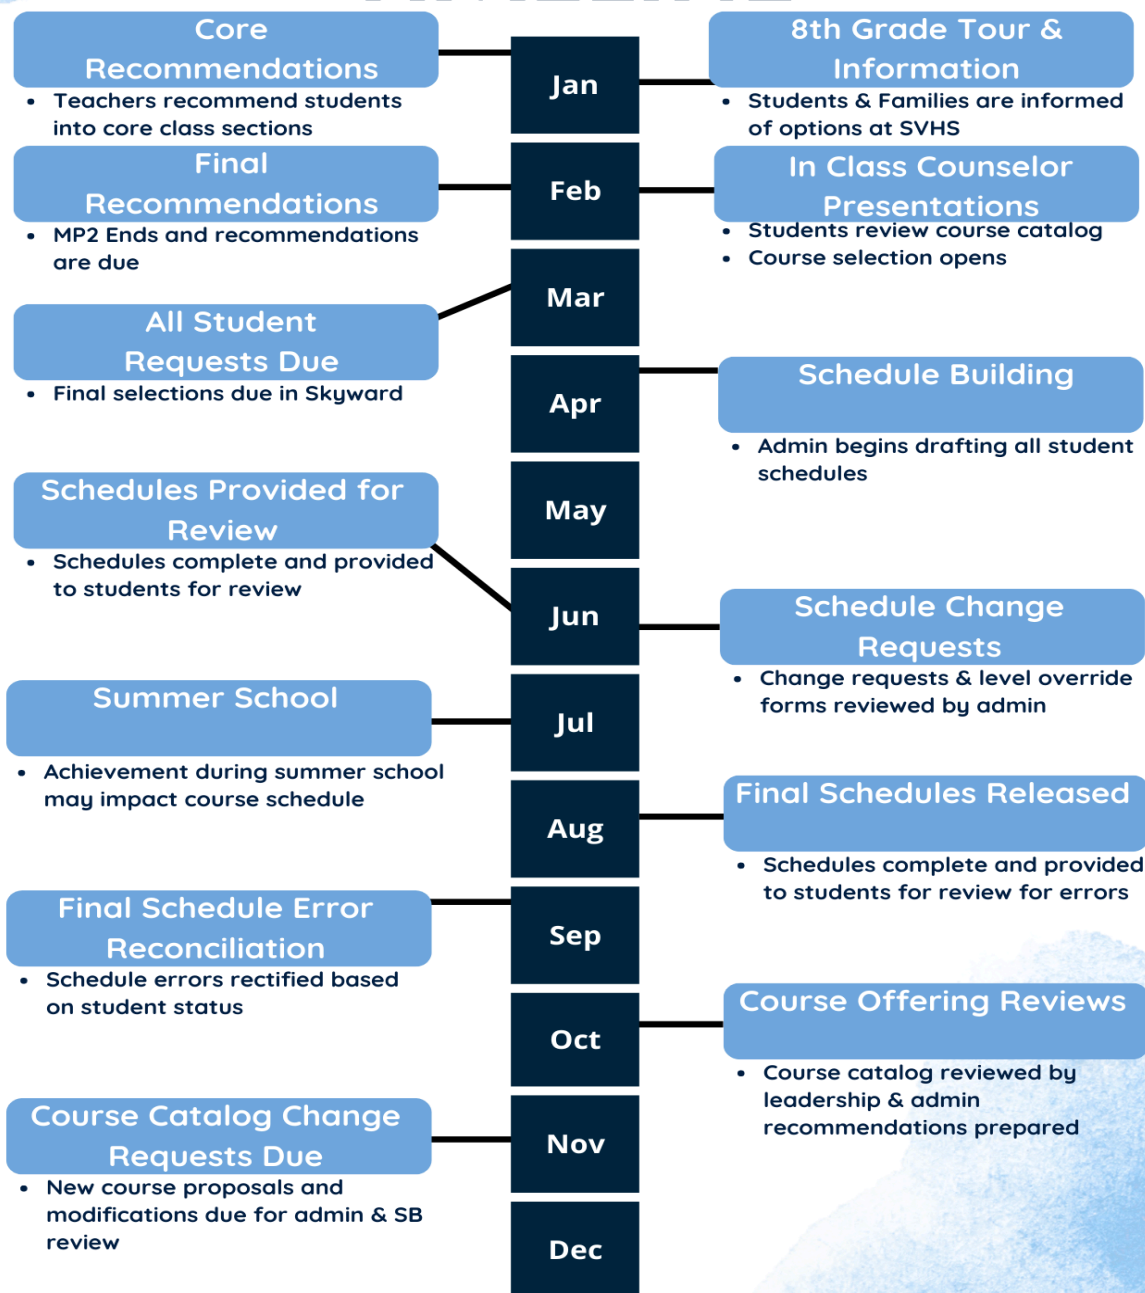 Core
Recommendations
• Teachers recommend students
into core class sections
Jan
8th Grade Tour &
Information
• Students & Families are informed
of options at SVHS
Final
Recommendations
• MP2 Ends and recommendations
are due
Feb
In Class Counselor
Presentations
• Students review course catalog
• Course selection opens
Mar
All Student
Requests Due
• Final selections due in Skyward
Apr
Schedule Building
• Admin begins drafting all student
schedules
May
Schedules Provided for
Review
• Schedules complete and provided
to students for review
Jun
Schedule Change
Requests
• Change requests & level override
forms reviewed by admin
Summer School
• Achievement during summer school
may impact course schedule
Jul
Aug
Final Schedules Released
• Schedules complete and provided
to students for review for errors
Final Schedule Error
Reconciliation
• Schedule errors rectified based
on student status
Sep
Oct
Course Offering Reviews
• Course catalog reviewed by
leadership & admin
recommendations prepared
Course Catalog Change
Requests Due
• New course proposals and
modifications due for admin & SB
review
Nov
Dec